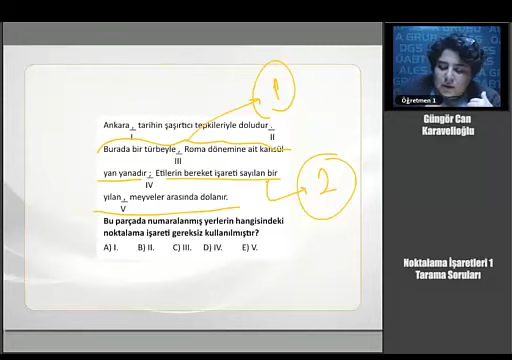 Ankara , tarihin şaşırtıcı tepkileriyle doludur .
I II
Burada bir türbeyle , Roma dönemine ait kansül
III
yan yanadır ; Etilerin bereket işareti sayılan bir
IV
yılan , meyveler arasında dolanır.
V
Bu parçada numaralanmış yerlerin hangisindeki
noktalama işareti gereksiz kullanılmıştır?
A) I. B) II. C) III. D) IV. E) V.
1
2
Öğretmen 1
Güngör Can
Karavelioğlu
Noktalama İşaretleri 1
Tarama Soruları